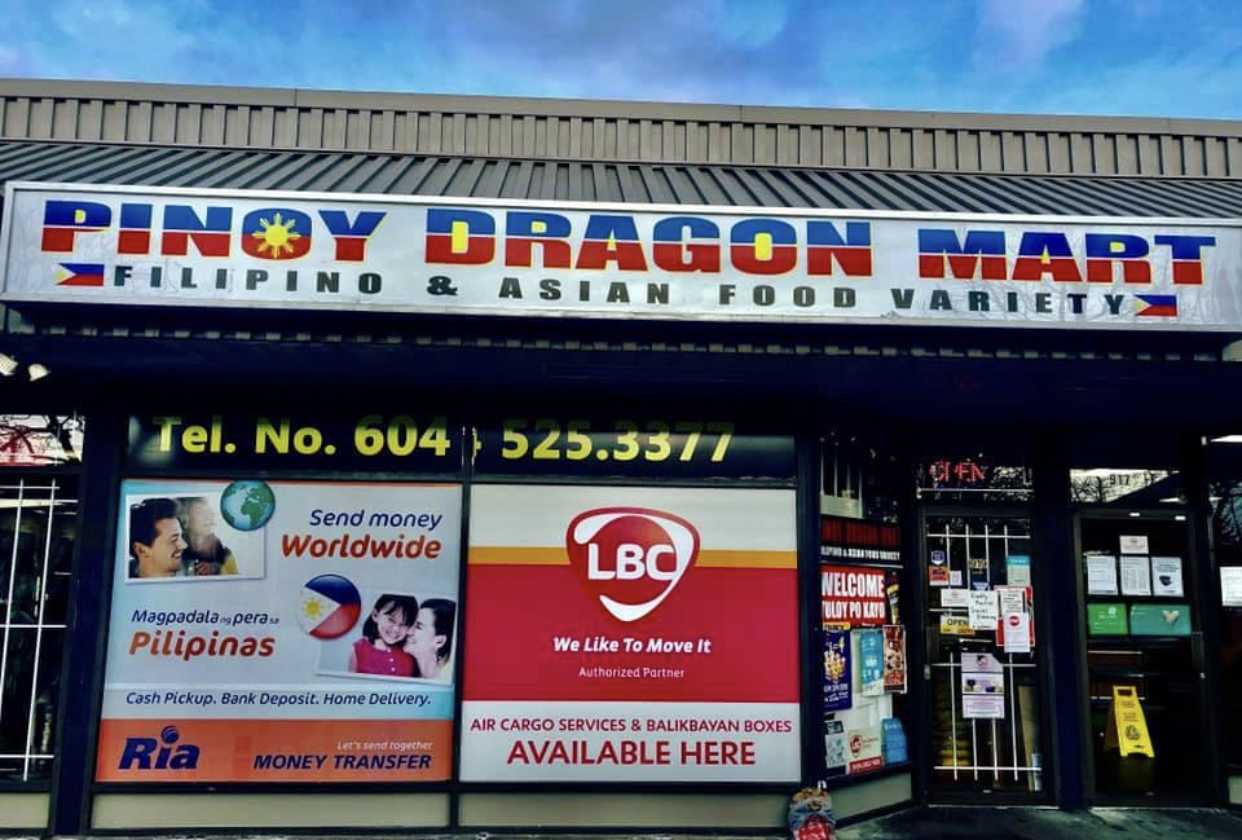 PINOY DRAGON MART
FILIPINO & ASIAN FOOD VARIETY
Tel. No. 604 525.3377
Send money
Worldwide
Magpadala ng pera sa
Pilipinas
Cash Pickup. Bank Deposit. Home Delivery.
Ria
Let's send together
MONEY TRANSFER
LBC
We Like To Move It
Authorized Partner
AIR CARGO SERVICES & BALIKBAYAN BOXES
AVAILABLE HERE
WELCOME
TULOY PO KAYO
OPEN
917
OPEN